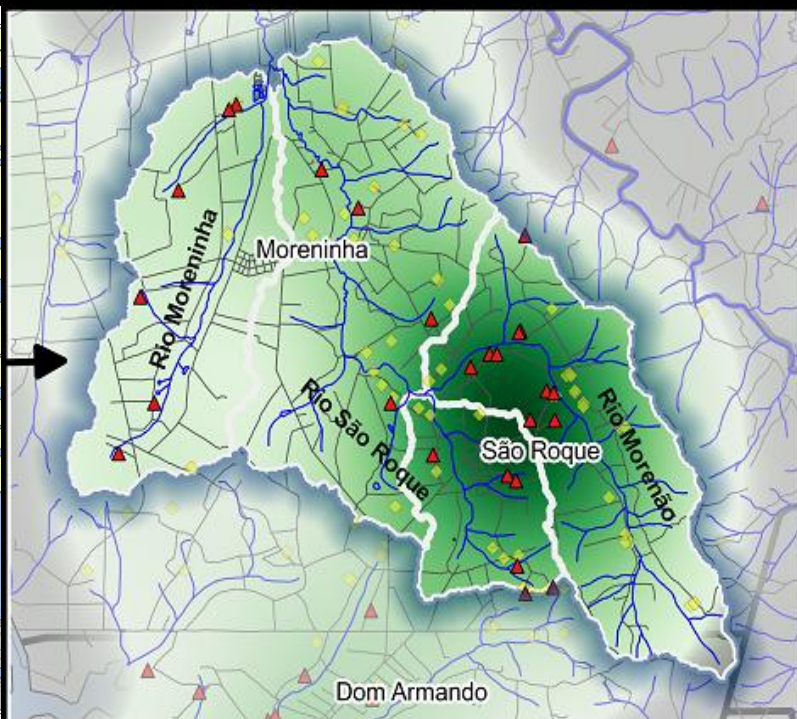 Moreninha
Rio Moreninha
Rio São Roque
São Roque
Rio Morenão
Dom Armando